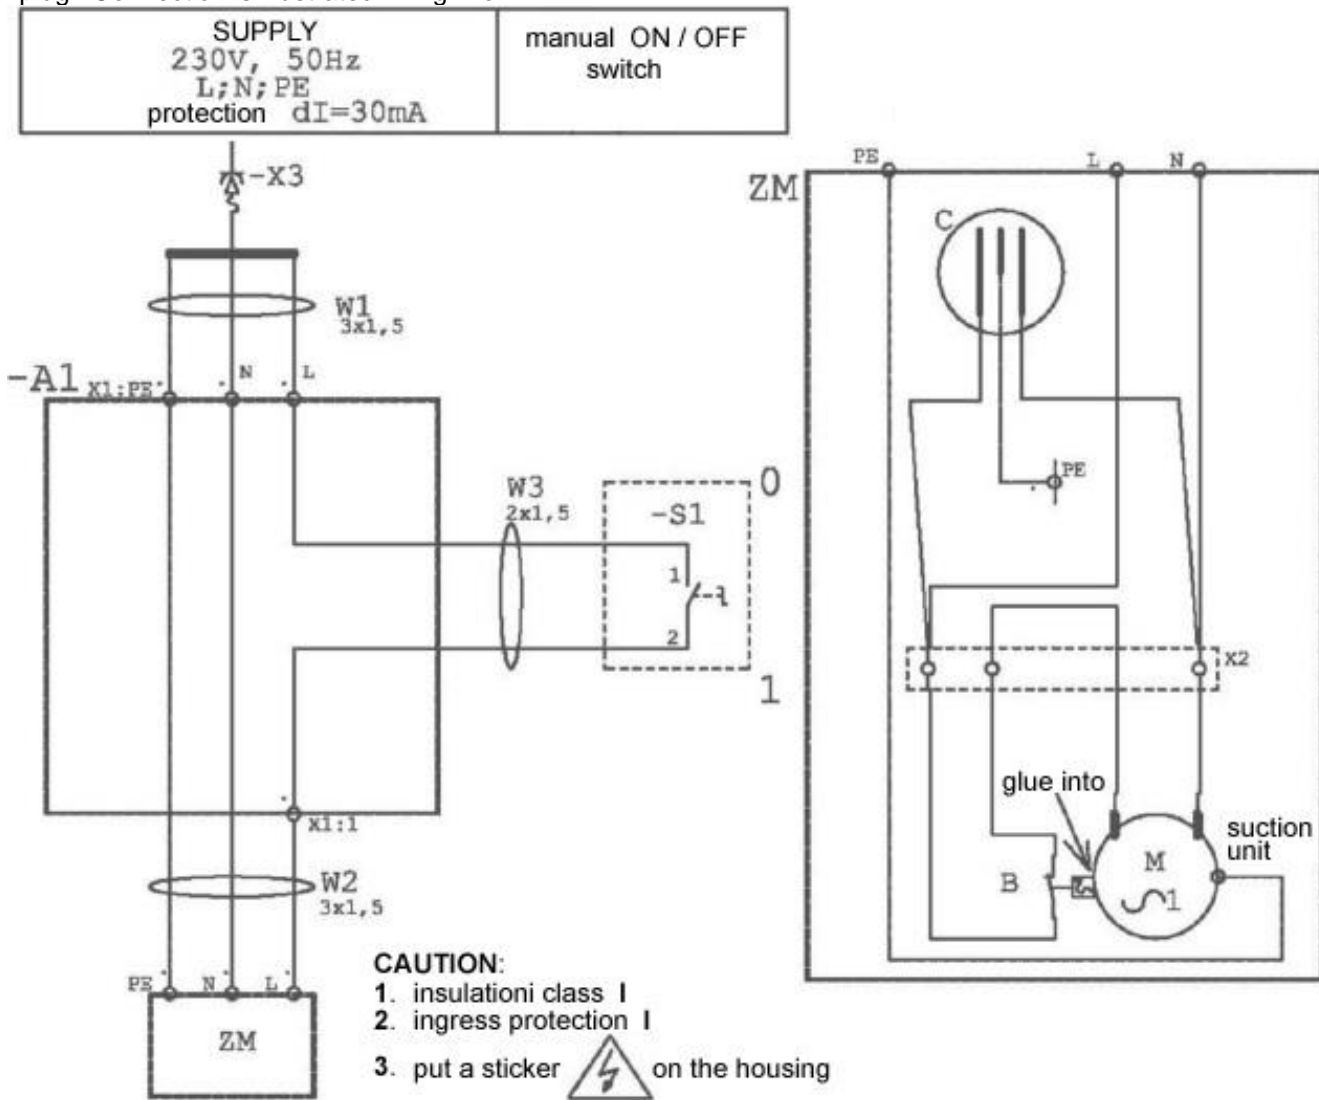 SUPPLY
230V, 50Hz
L;N;PE
protection dI=30mA
manual ON / OFF
switch
-X3
W1
3x1,5
-A1
X1:PE
N
L
W3
2x1,5
-S1
0
1
2
1
X1:1
W2
3x1,5
PE
N
L
ZM
CAUTION:
1. insulationi class I
2. ingress protection I
3. put a sticker on the housing
ZM
PE
L
N
C
PE
X2
glue into
suction
unit
B
M
1